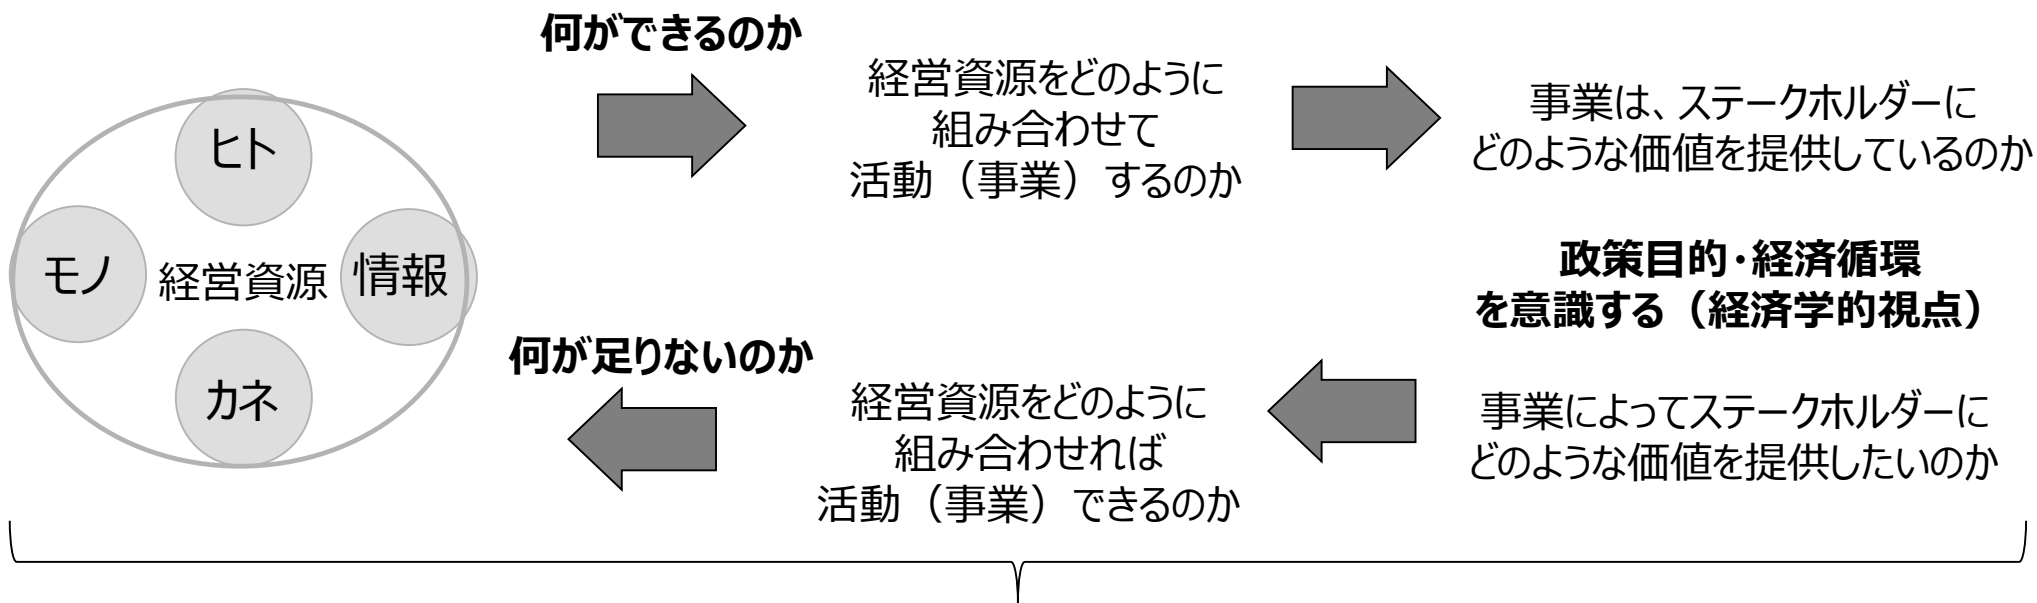 何ができるのか
経営資源をどのように
組み合わせて
活動（事業）するのか
事業は、ステークホルダーに
どのような価値を提供しているのか
ヒト
モノ
経営資源
情報
カネ
政策目的・経済循環
を意識する（経済学的視点）
何が足りないのか
経営資源をどのように
組み合わせれば
活動（事業）できるのか
事業によってステークホルダーに
どのような価値を提供したいのか